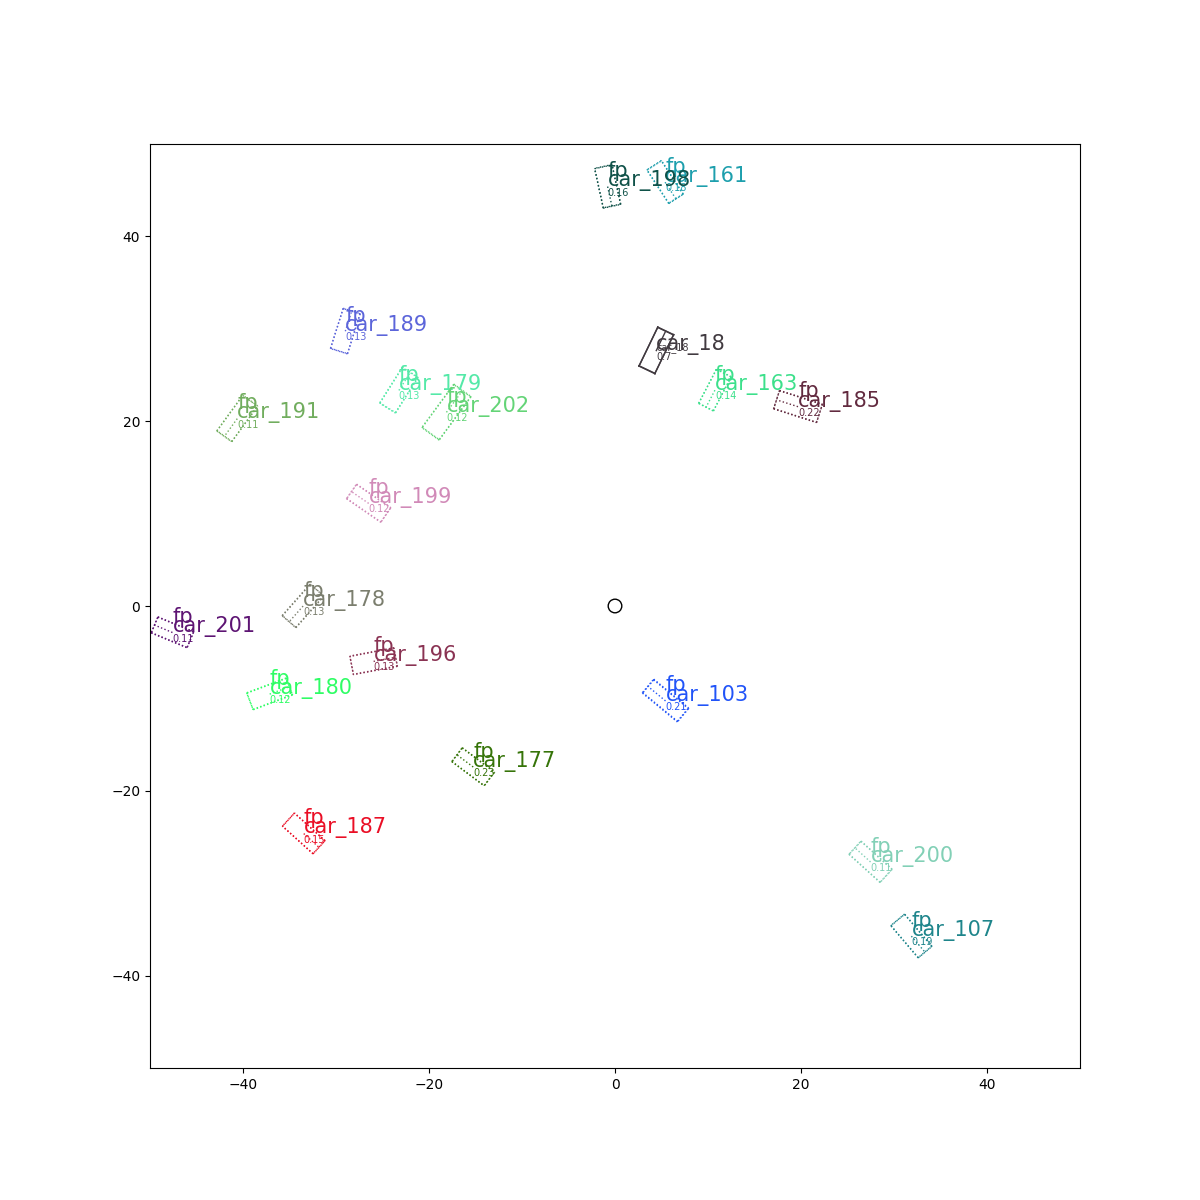 fp
car_198
0.16
fp
car_161
fp
car_189
0.13
car_18
0.7
fp
car_179
0.13
fp
car_163
0.14
fp
car_185
0.22
fp
car_202
0.12
fp
car_191
0.11
fp
car_199
0.12
fp
car_178
0.13
fp
car_201
0.11
fp
car_196
0.13
fp
car_180
0.12
fp
car_103
0.21
fp
car_177
0.23
fp
car_187
0.15
fp
car_200
0.11
fp
car_107
0.19
40
20
0
−20
−40
−40
−20
0
20
40